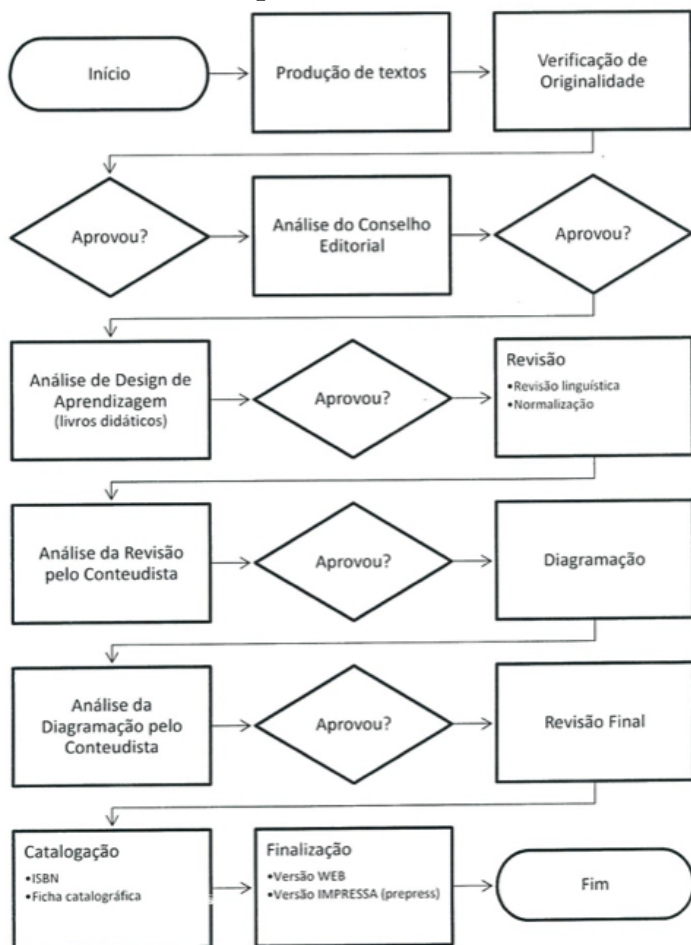 Início
Produção de textos
Verificação de
Originalidade
Aprovou?
Análise do Conselho
Editorial
Aprovou?
Análise de Design de
Aprendizagem
(livros didáticos)
Aprovou?
Revisão
•Revisão linguística
•Normalização
Análise da Revisão
pelo Conteudista
Aprovou?
Diagramação
Análise da
Diagramação pelo
Conteudista
Aprovou?
Revisão Final
Catalogação
•ISBN
•Ficha catalográfica
Finalização
•Versão WEB
•Versão IMPRESSA (prepress)
Fim